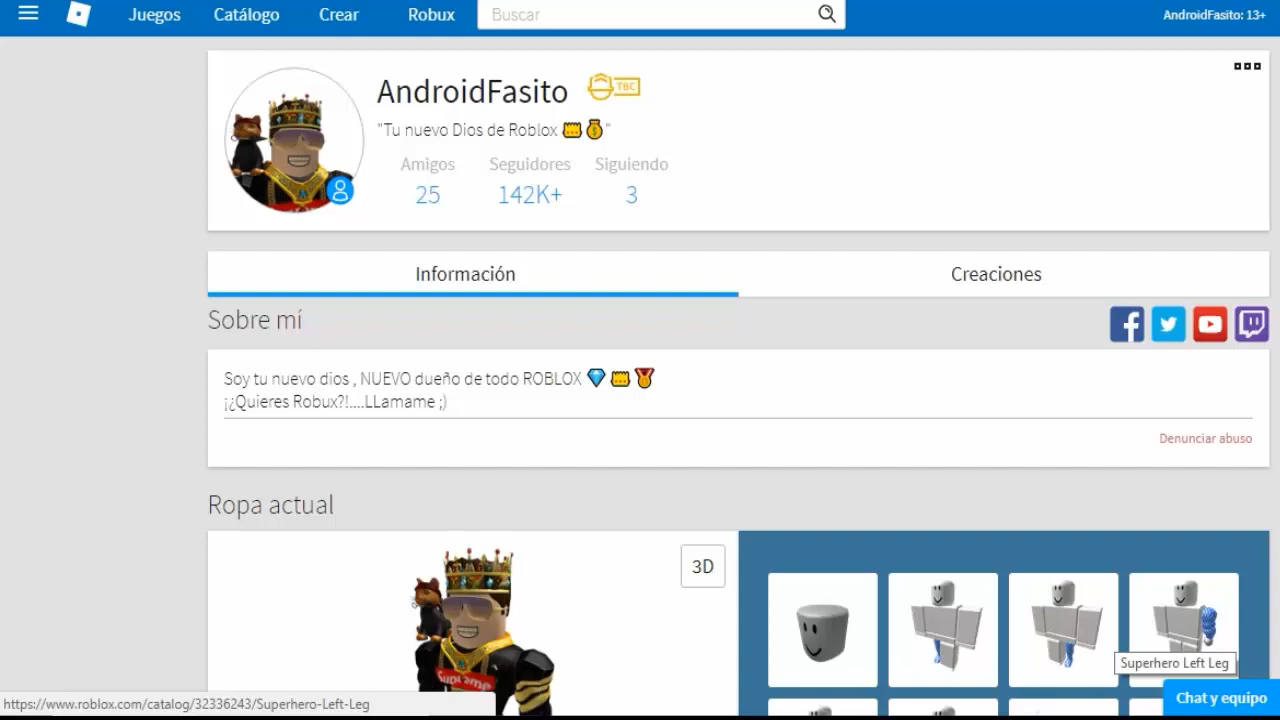 Juegos Catálogo Crear Robux Buscar AndroidFasito: 13+
AndroidFasito TBC
"Tu nuevo Dios de Roblox "
Amigos Seguidores Siguiendo
25 142K+ 3
Información Creaciones
Sobre mí
Soy tu nuevo dios , NUEVO dueño de todo ROBLOX
¡¿Quieres Robux?!....LLamame ;)
Denunciar abuso
Ropa actual
3D
Supreme
Superhero Left Leg
https://www.roblox.com/catalog/32336243/Superhero-Left-Leg
Chat y equipo